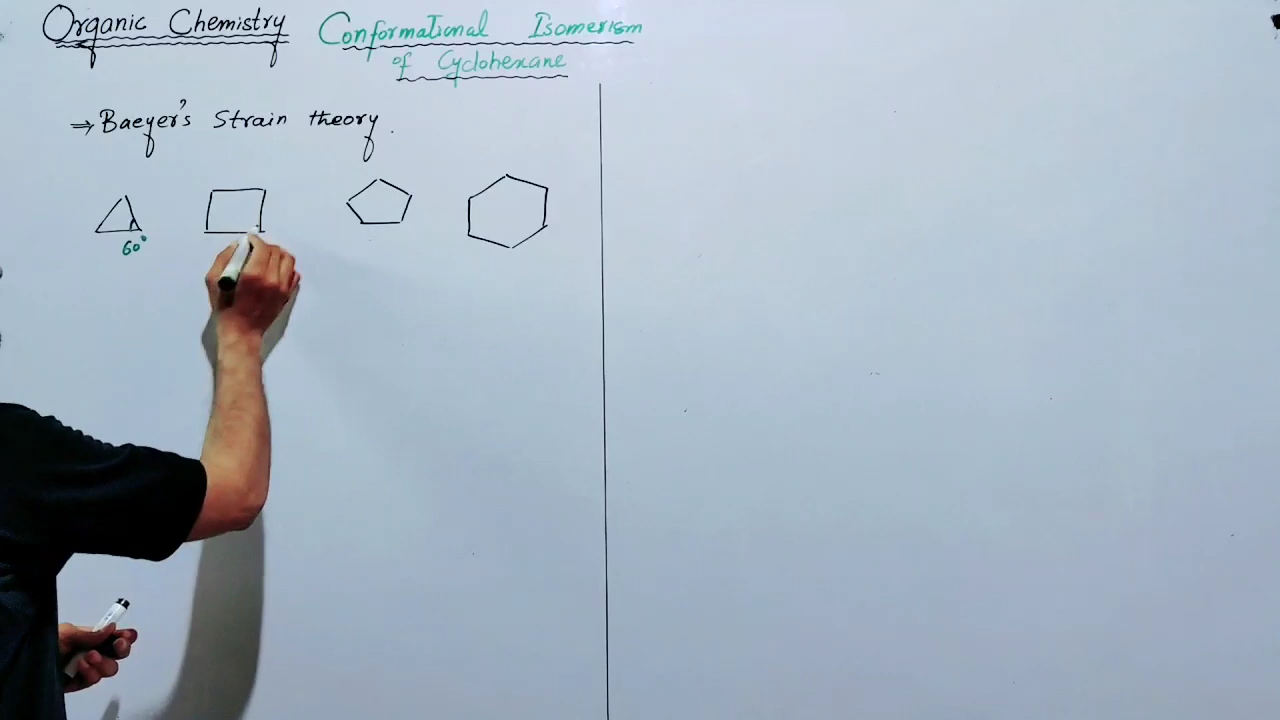 Organic Chemistry Conformational Isomerism
of Cyclohexane
⇒ Baeyer's Strain theory.
60°